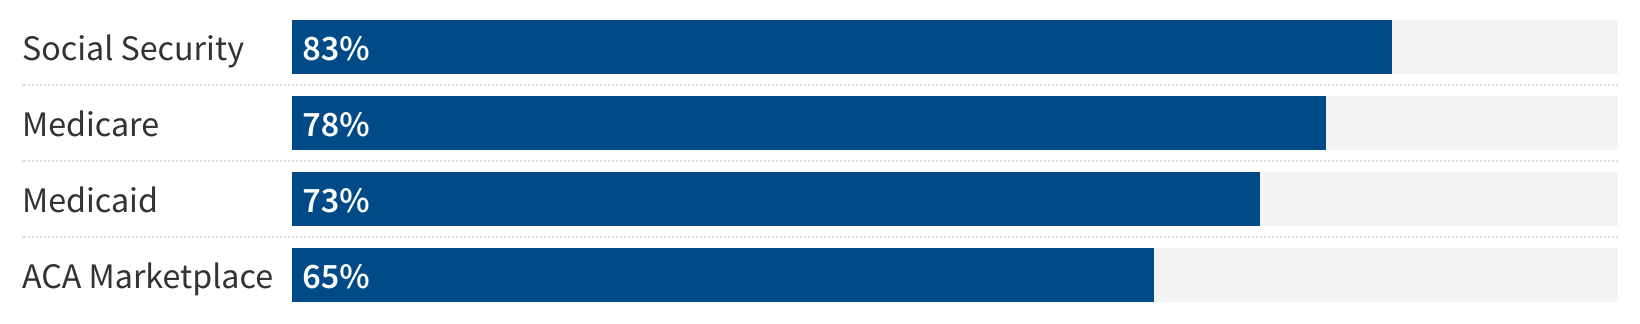 Social Security 83%
Medicare 78%
Medicaid 73%
ACA Marketplace 65%